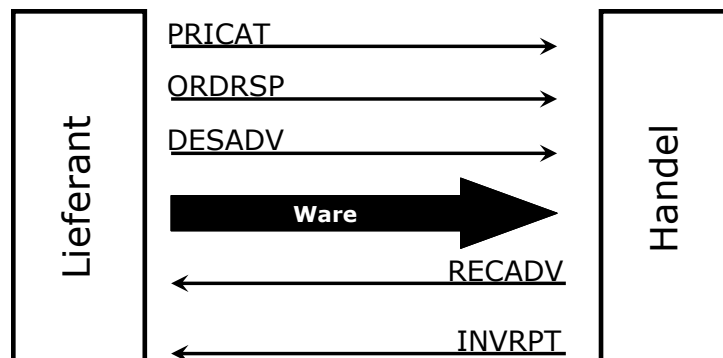 PRICAT
ORDRSP
DESADV
Lieferant
Ware
Handel
RECADV
INVRPT